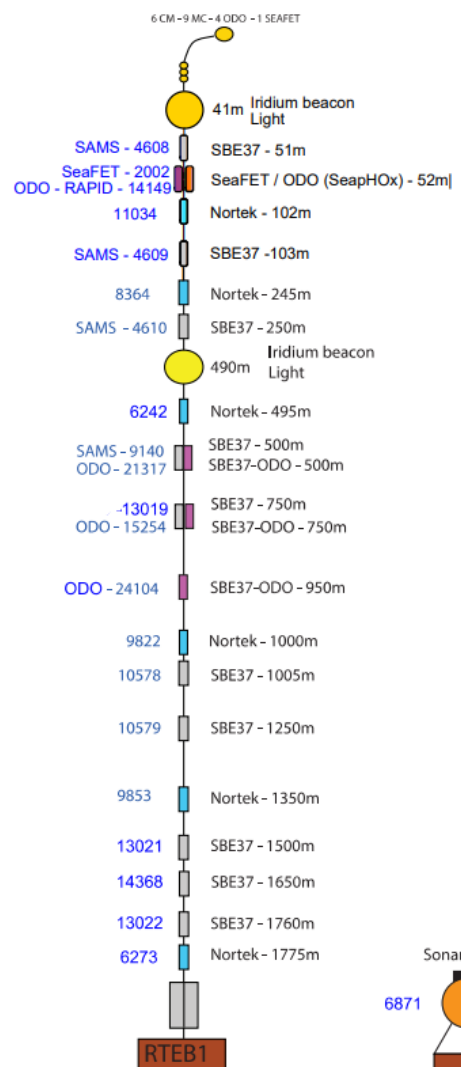 6 CM – 9 MC – 4 ODO – 1 SEAFET
41m Iridium beacon
Light
SAMS - 4608 SBE37 - 51m
SeaFET - 2002
ODO - RAPID - 14149 SeaFET / ODO (SeapHOx) - 52m|
11034 Nortek - 102m
SAMS - 4609 SBE37 -103m
8364 Nortek – 245m
SAMS - 4610 SBE37 – 250m
490m Iridium beacon
Light
6242 Nortek – 495m
SAMS – 9140 SBE37 – 500m
ODO - 21317 SBE37-ODO – 500m
-13019 SBE37 – 750m
ODO – 15254 SBE37-ODO – 750m
ODO - 24104 SBE37-ODO – 950m
9822 Nortek – 1000m
10578 SBE37 – 1005m
10579 SBE37 – 1250m
9853 Nortek – 1350m
13021 SBE37 – 1500m
14368 SBE37 – 1650m
13022 SBE37 – 1760m
6273 Nortek – 1775m
Sonar
6871
RTEB1